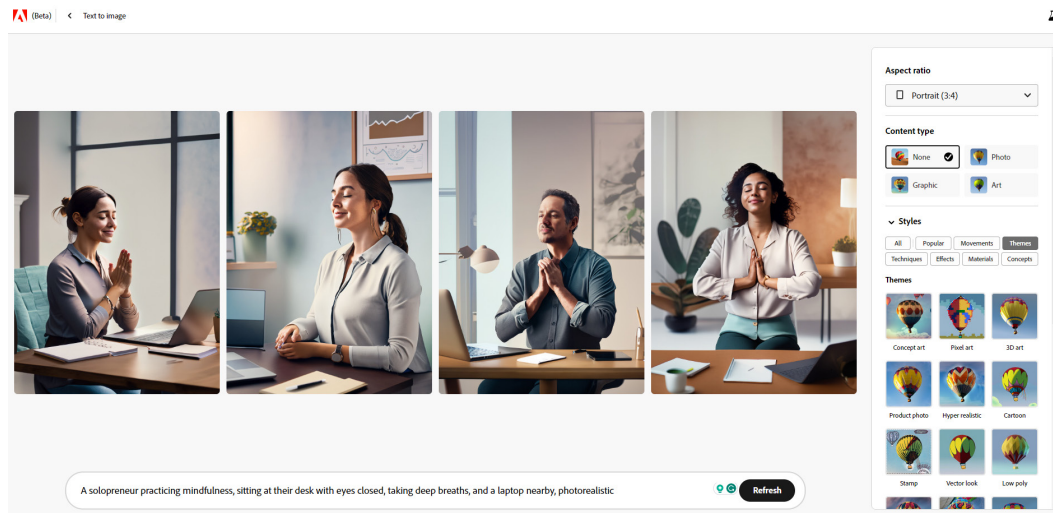 (Beta)
Text to image
Aspect ratio
Portrait (3:4)
Content type
None
Photo
Graphic
Art
Styles
All
Popular
Movements
Themes
Techniques
Effects
Materials
Concepts
Themes
Concept art
Pixel art
3D art
Product photo
Hyper realistic
Cartoon
Stamp
Vector look
Low poly
A solopreneur practicing mindfulness, sitting at their desk with eyes closed, taking deep breaths, and a laptop nearby, photorealistic
Refresh